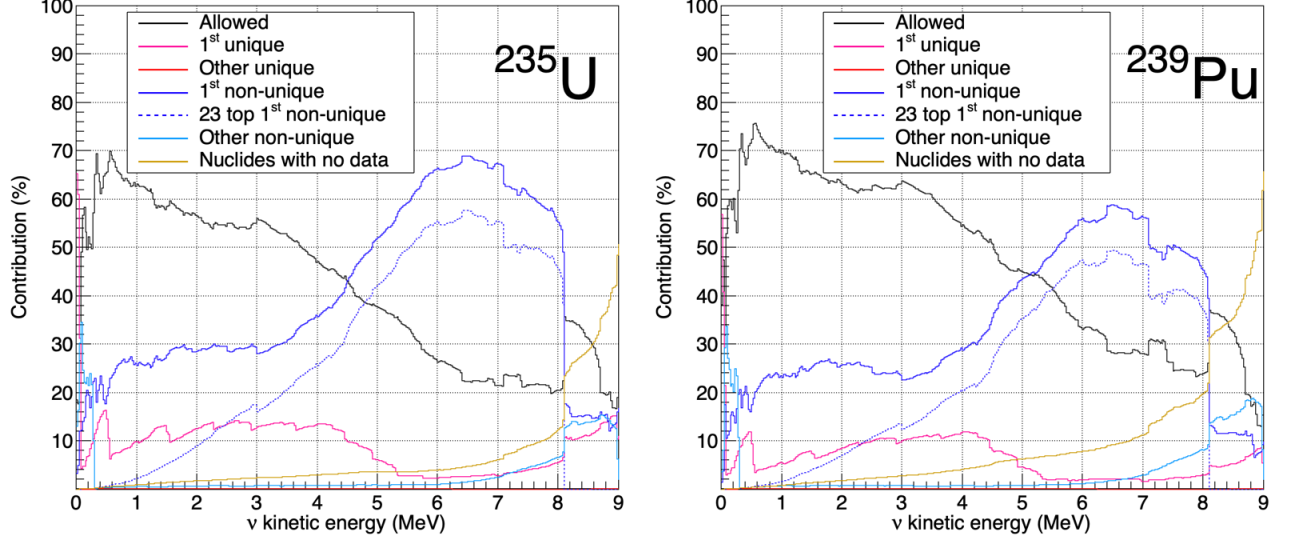 100
90
80
70
60
50
40
30
20
10
Contribution (%)
Allowed
1st unique
Other unique
1st non-unique
23 top 1st non-unique
Other non-unique
Nuclides with no data
235U
0 1 2 3 4 5 6 7 8 9
ν kinetic energy (MeV)
100
90
80
70
60
50
40
30
20
10
Contribution (%)
Allowed
1st unique
Other unique
1st non-unique
23 top 1st non-unique
Other non-unique
Nuclides with no data
239Pu
0 1 2 3 4 5 6 7 8 9
ν kinetic energy (MeV)